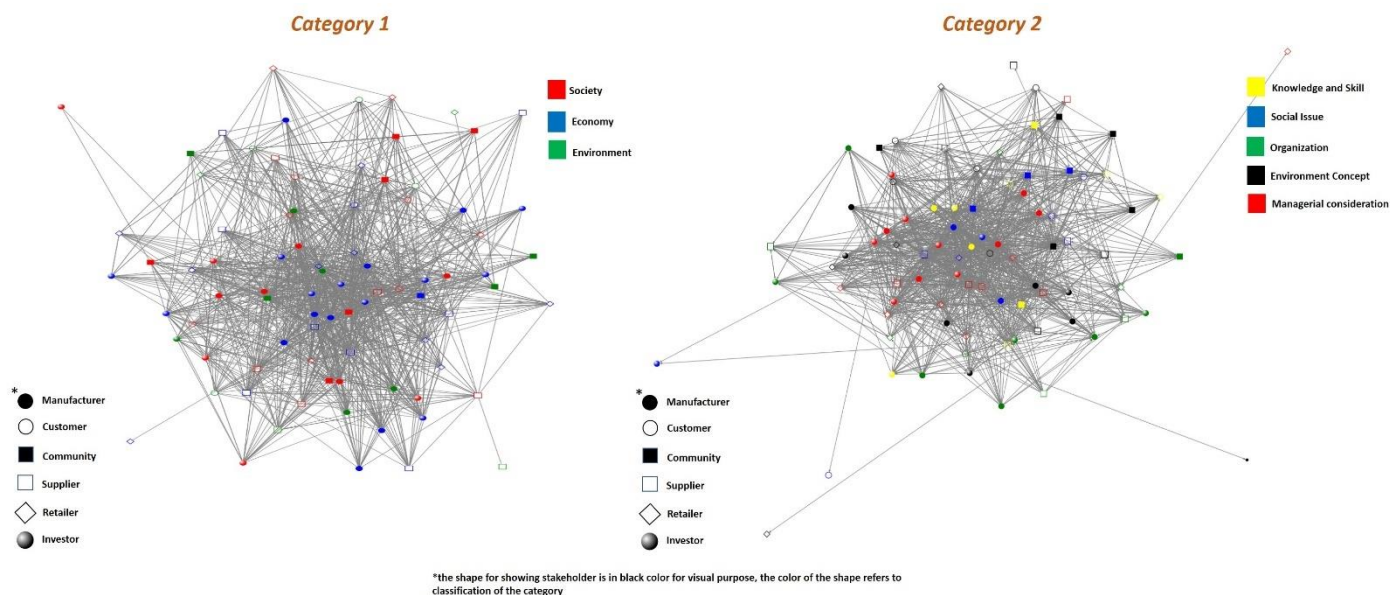 Category 1
Society
Economy
Environment
*
Manufacturer
Customer
Community
Supplier
Retailer
Investor
Category 2
Knowledge and Skill
Social Issue
Organization
Environment Concept
Managerial consideration
*
Manufacturer
Customer
Community
Supplier
Retailer
Investor
*the shape for showing stakeholder is in black color for visual purpose, the color of the shape refers to
classification of the category